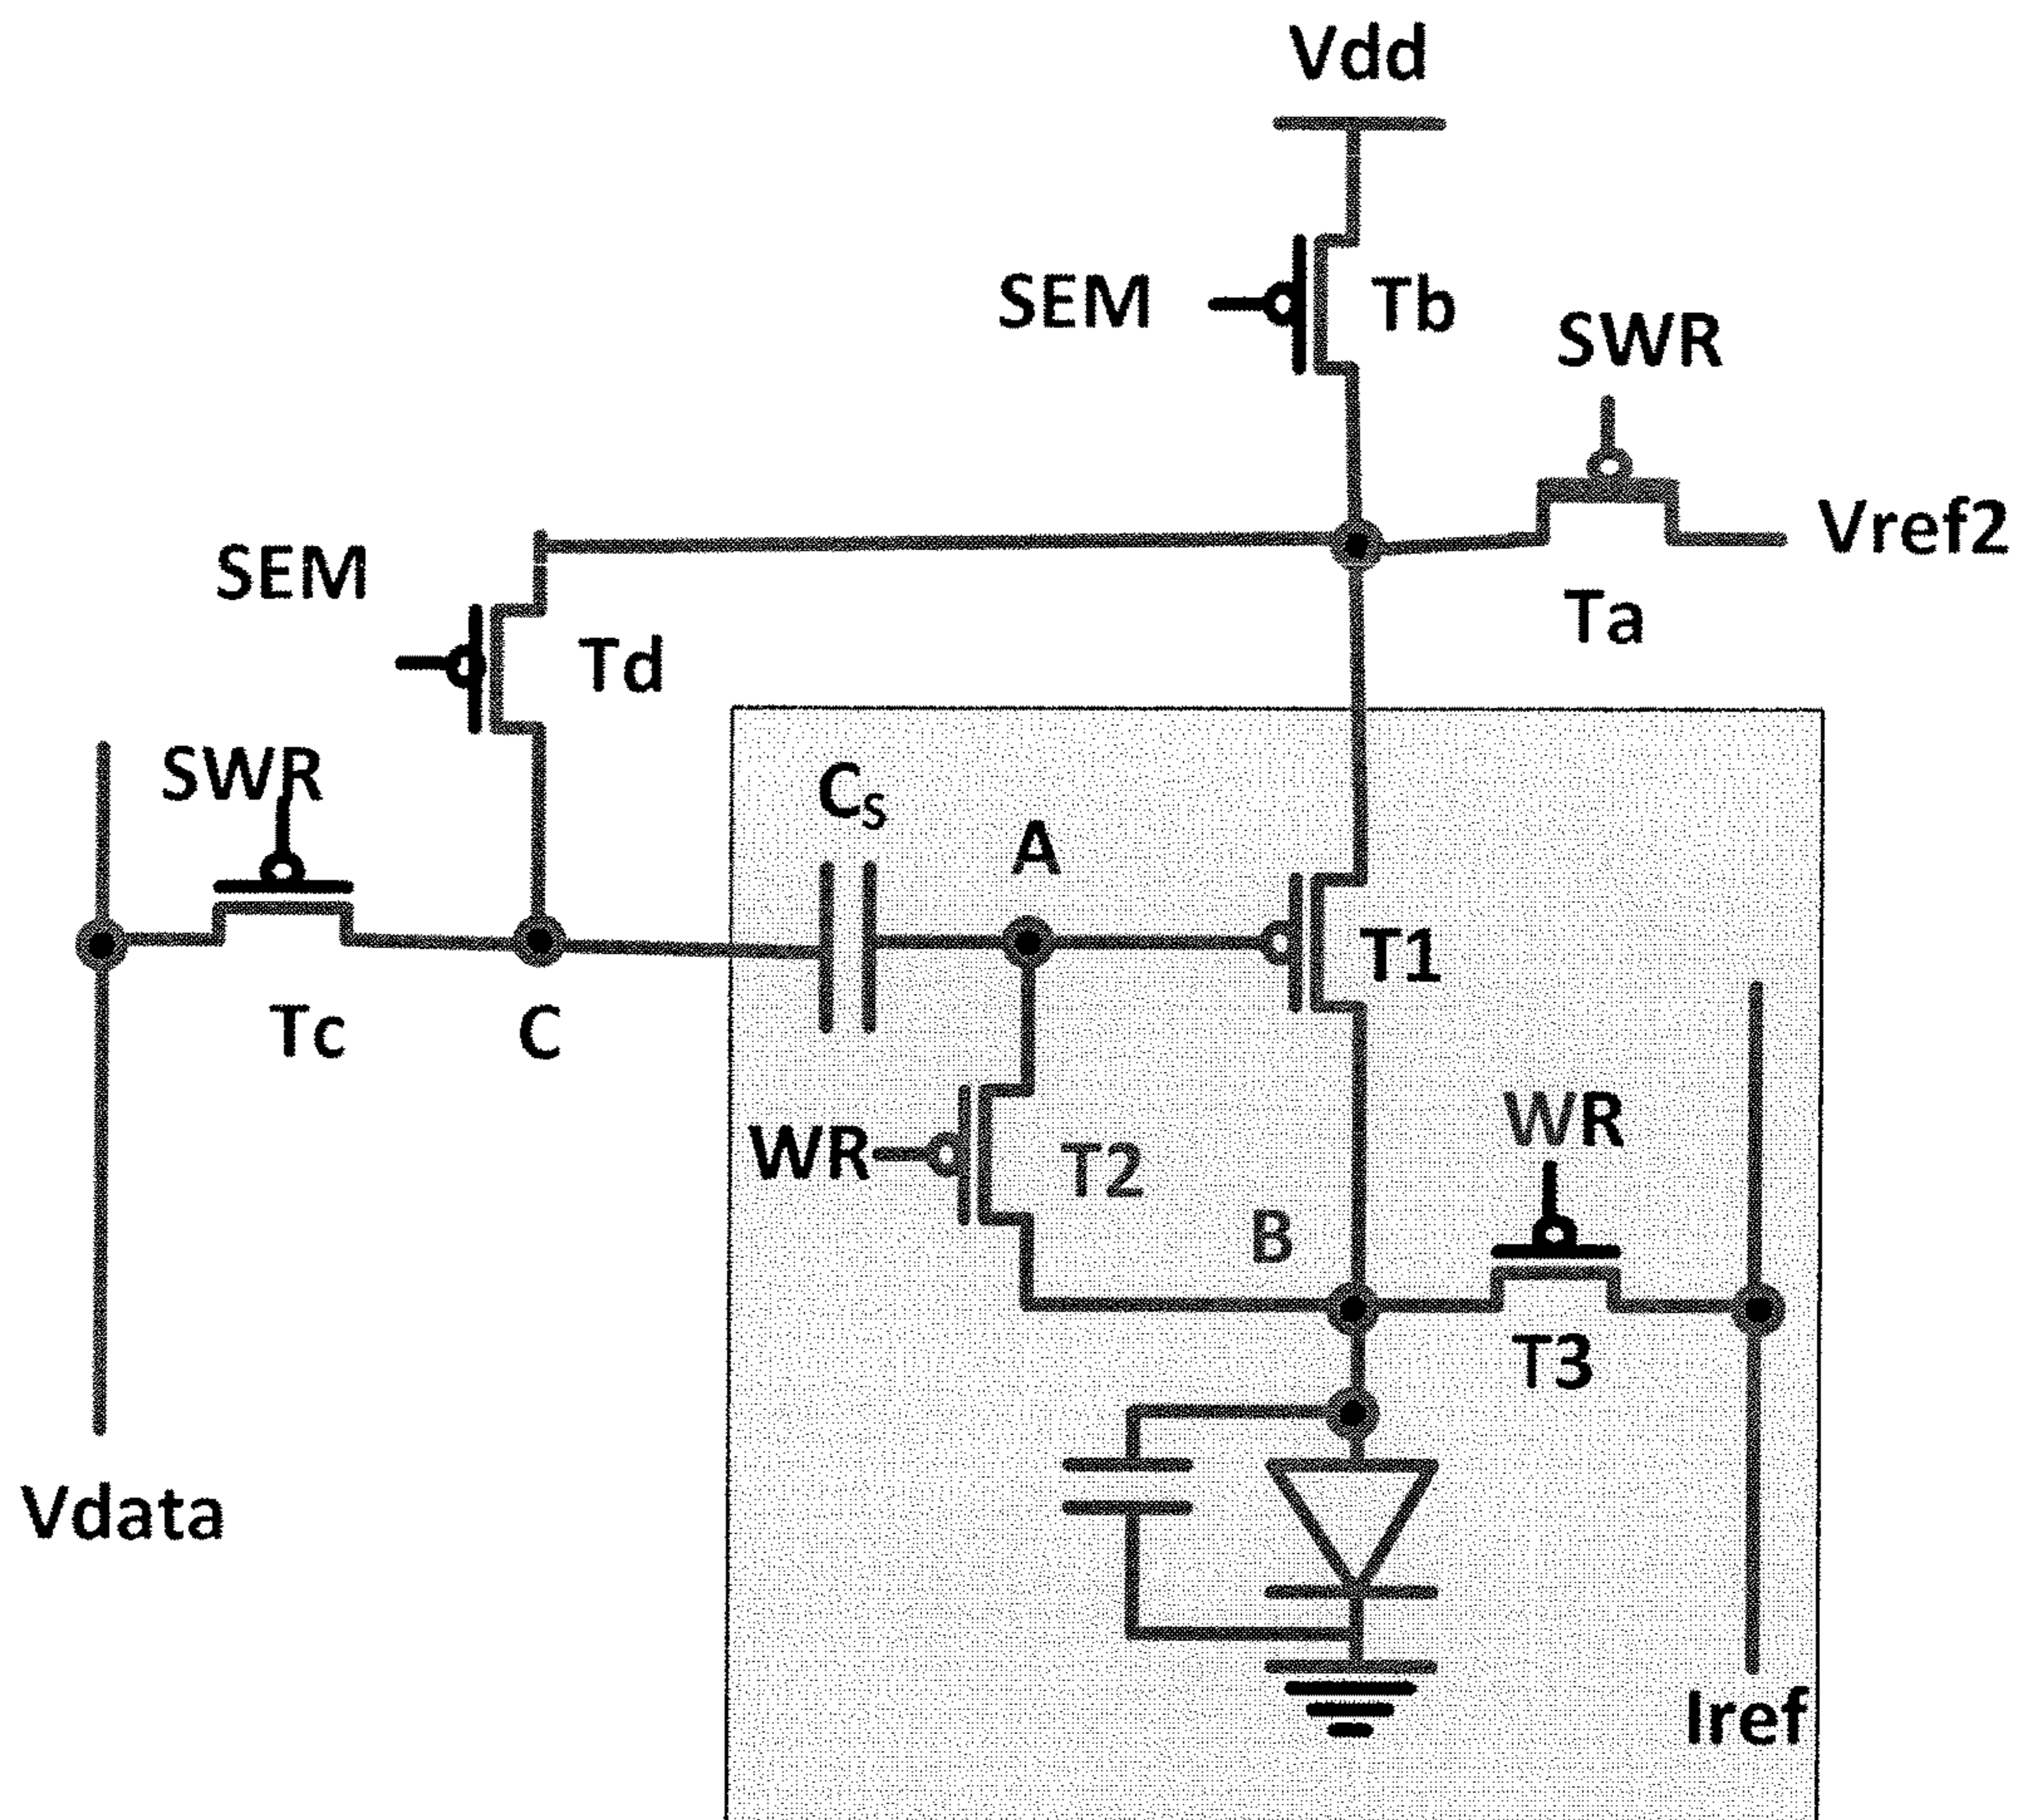 Vdd
SEM
Tb
SWR
Vref2
SEM
Ta
Td
SWR
CS
A
T1
Tc
C
WR
WR
T2
B
T3
Vdata
Iref